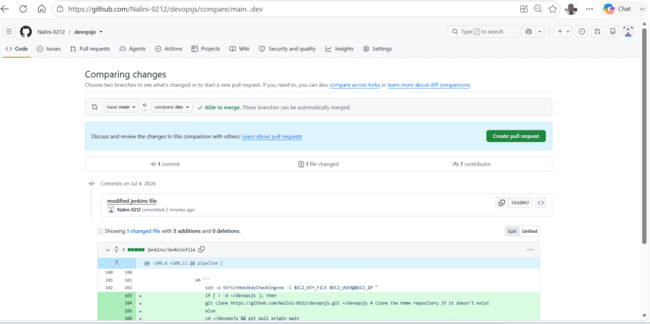 https://github.com/Nalini-0212/devopsjs/compare/main...dev
Chat
Nalini-0212 / devopsjs
Type / to search
Code Issues Pull requests Agents Actions Projects Wiki Security and quality Insights Settings
Comparing changes
Choose two branches to see what's changed or to start a new pull request. If you need to, you can also compare across forks or learn more about diff comparisons.
base: main compare: dev Able to merge. These branches can be automatically merged.
Discuss and review the changes in this comparison with others. Learn about pull requests Create pull request
1 commit 1 file changed 1 contributor
Commits on Jul 4, 2026
modified jenkins file
Nalini-0212 committed 2 minutes ago
Showing 1 changed file with 5 additions and 0 deletions. Split Unified
5 jenkins/Jenkinsfile
@@ -100,6 +100,11 @@ pipeline {
100 100
101 101 sh '''
102 102 ssh -o StrictHostKeyChecking=no -i $EC2_KEY_FILE $EC2_USER@$EC2_IP "
103 + if [ ! -d ~/devopsjs ]; then
104 + git clone https://github.com/Nalini-0212/devopsjs.git ~/devopsjs # clone the home repository if it doesn't exist
105 + else
106 + cd ~/devopsjs && git pull origin main